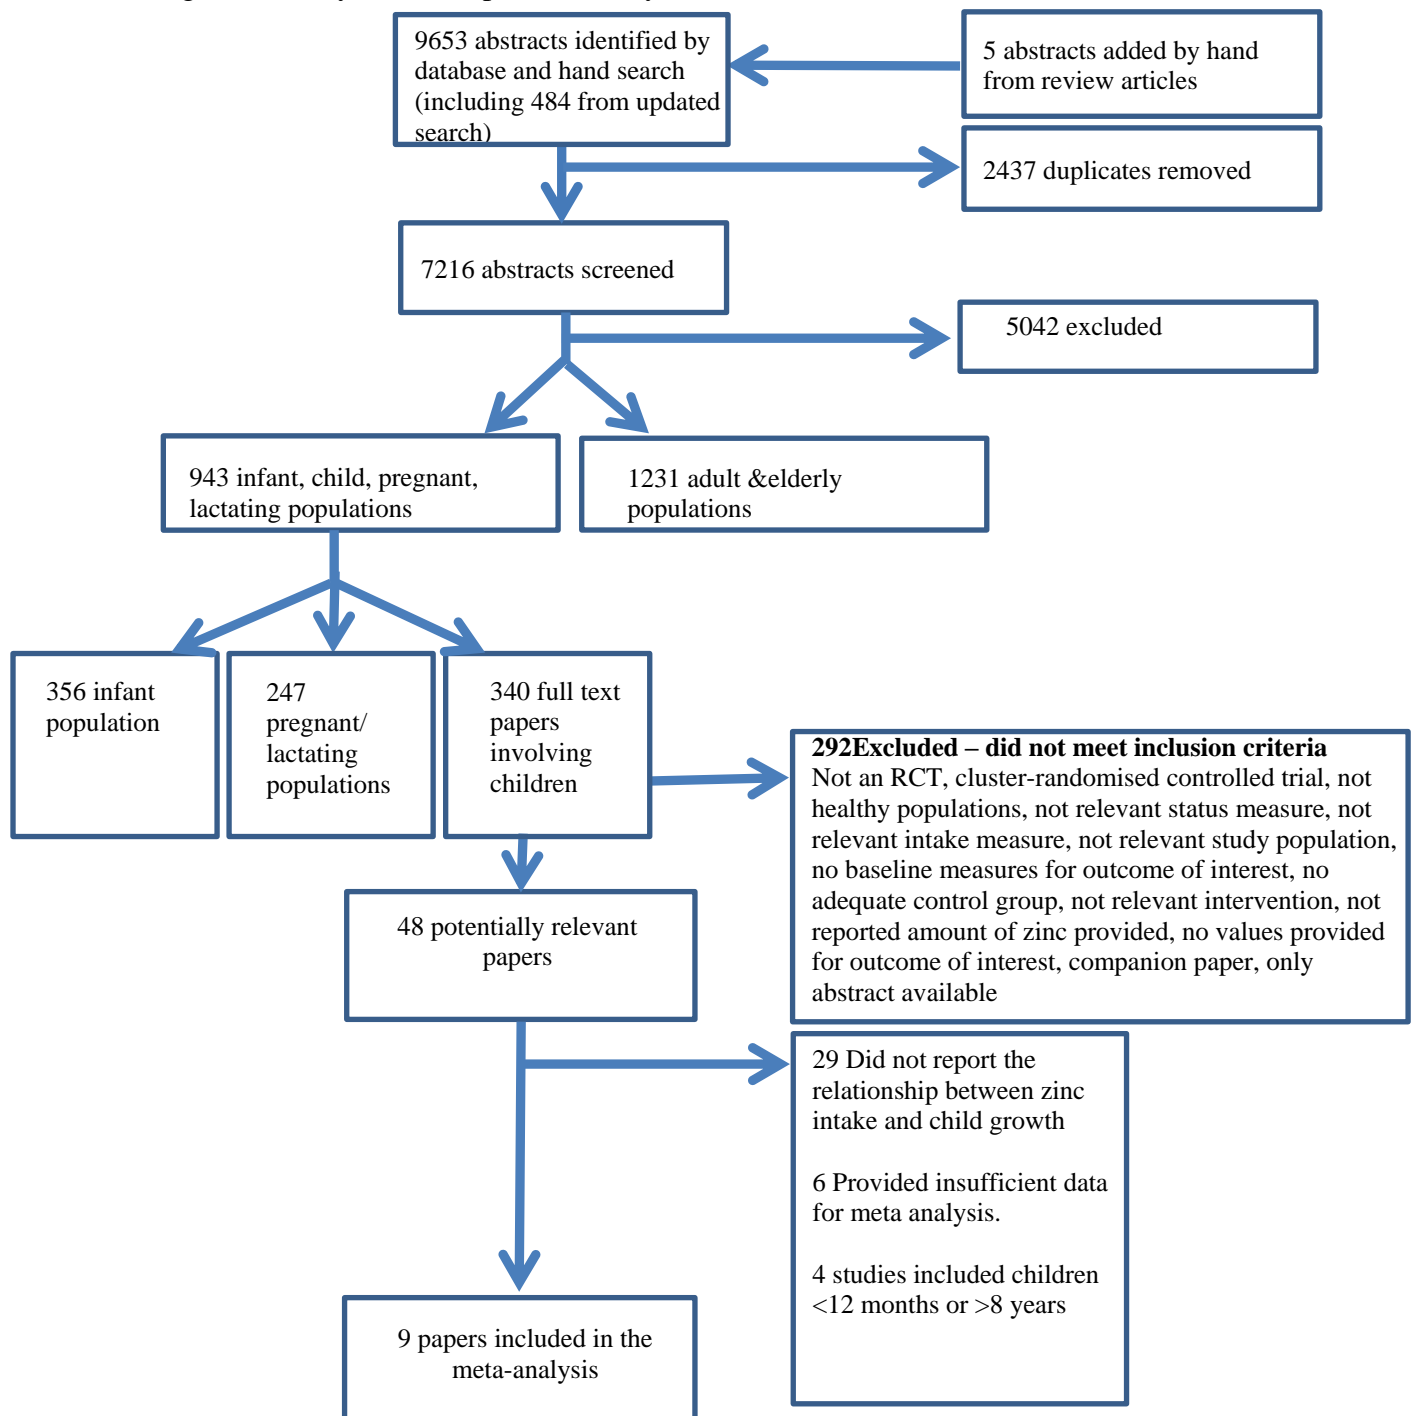 9653 abstracts identified by
database and hand search
(including 484 from updated
search)
5 abstracts added by hand
from review articles
2437 duplicates removed
7216 abstracts screened
5042 excluded
943 infant, child, pregnant,
lactating populations
1231 adult &elderly
populations
356 infant
population
247
pregnant/
lactating
populations
340 full text
papers
involving
children
292Excluded – did not meet inclusion criteria
Not an RCT, cluster-randomised controlled trial, not
healthy populations, not relevant status measure, not
relevant intake measure, not relevant study population,
no baseline measures for outcome of interest, no
adequate control group, not relevant intervention, not
reported amount of zinc provided, no values provided
for outcome of interest, companion paper, only
abstract available
48 potentially relevant
papers
29 Did not report the
relationship between zinc
intake and child growth
6 Provided insufficient data
for meta analysis.
4 studies included children
<12 months or >8 years
9 papers included in the
meta-analysis